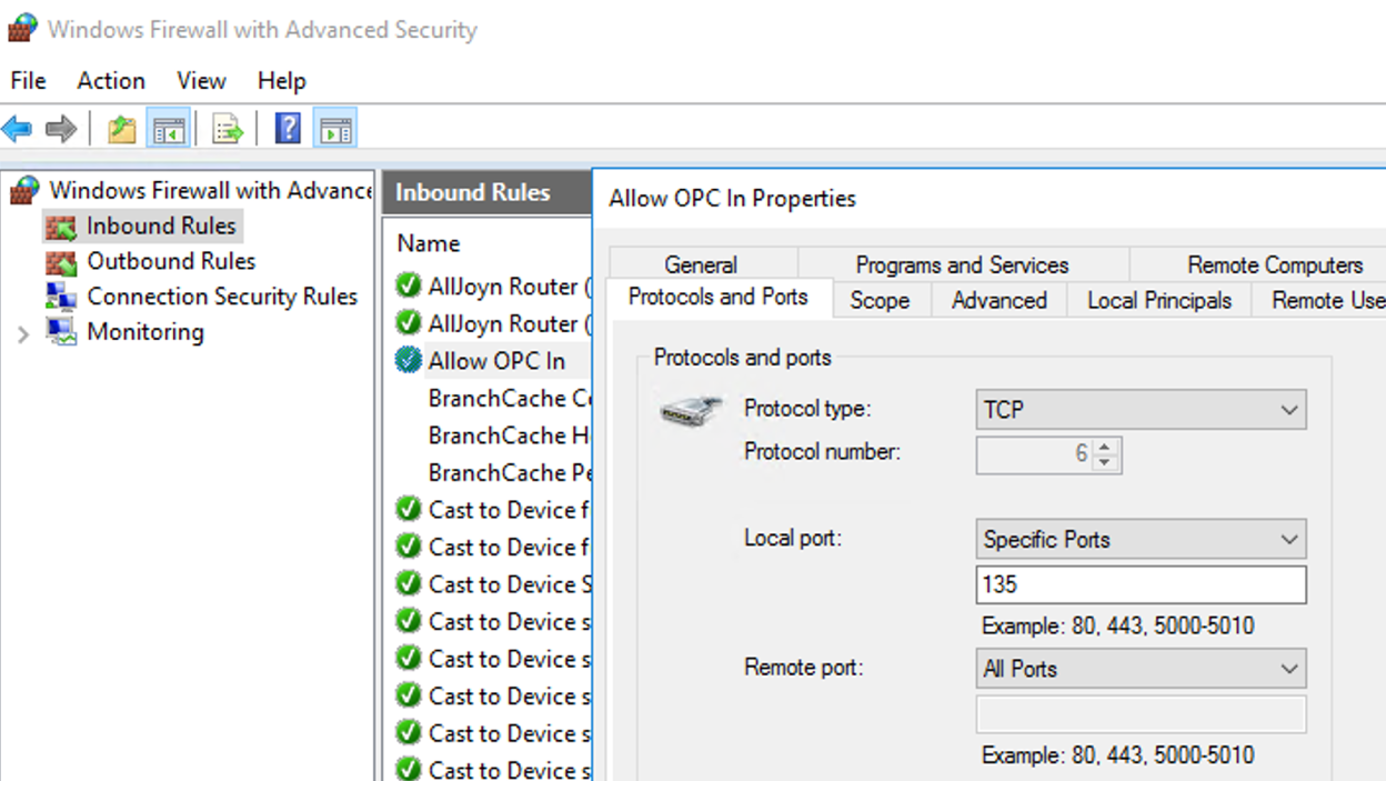 Windows Firewall with Advanced Security
File Action View Help
Windows Firewall with Advance
Inbound Rules
Outbound Rules
Connection Security Rules
Monitoring
Inbound Rules
Name
AllJoyn Router (
AllJoyn Router (
Allow OPC In
BranchCache Co
BranchCache H
BranchCache Pe
Cast to Device f
Cast to Device f
Cast to Device S
Cast to Device s
Cast to Device s
Cast to Device s
Cast to Device s
Cast to Device s
Allow OPC In Properties
General Programs and Services Remote Computers
Protocols and Ports Scope Advanced Local Principals Remote Use
Protocols and ports
Protocol type: TCP
Protocol number: 6
Local port: Specific Ports
135
Example: 80, 443, 5000-5010
Remote port: All Ports
Example: 80, 443, 5000-5010